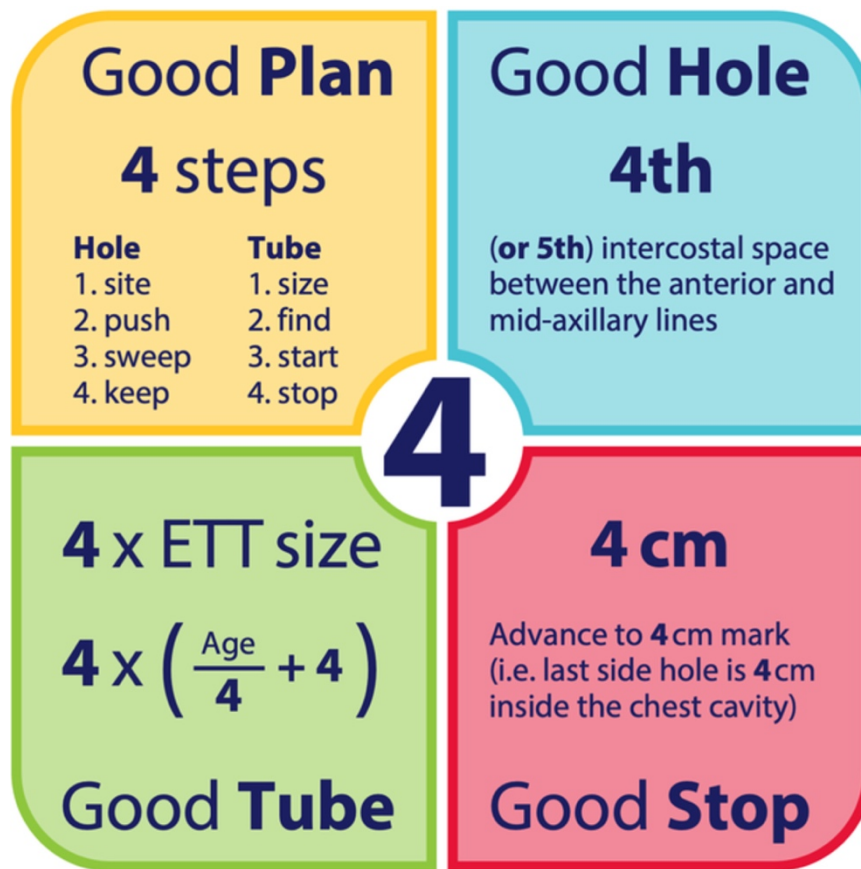 Good Plan
4 steps
Hole
1. site
2. push
3. sweep
4. keep
Tube
1. size
2. find
3. start
4. stop
Good Hole
4th
(or 5th) intercostal space
between the anterior and
mid-axillary lines
4
4 x ETT size
4 x ( Age/4 + 4 )
Good Tube
4 cm
Advance to 4 cm mark
(i.e. last side hole is 4 cm
inside the chest cavity)
Good Stop